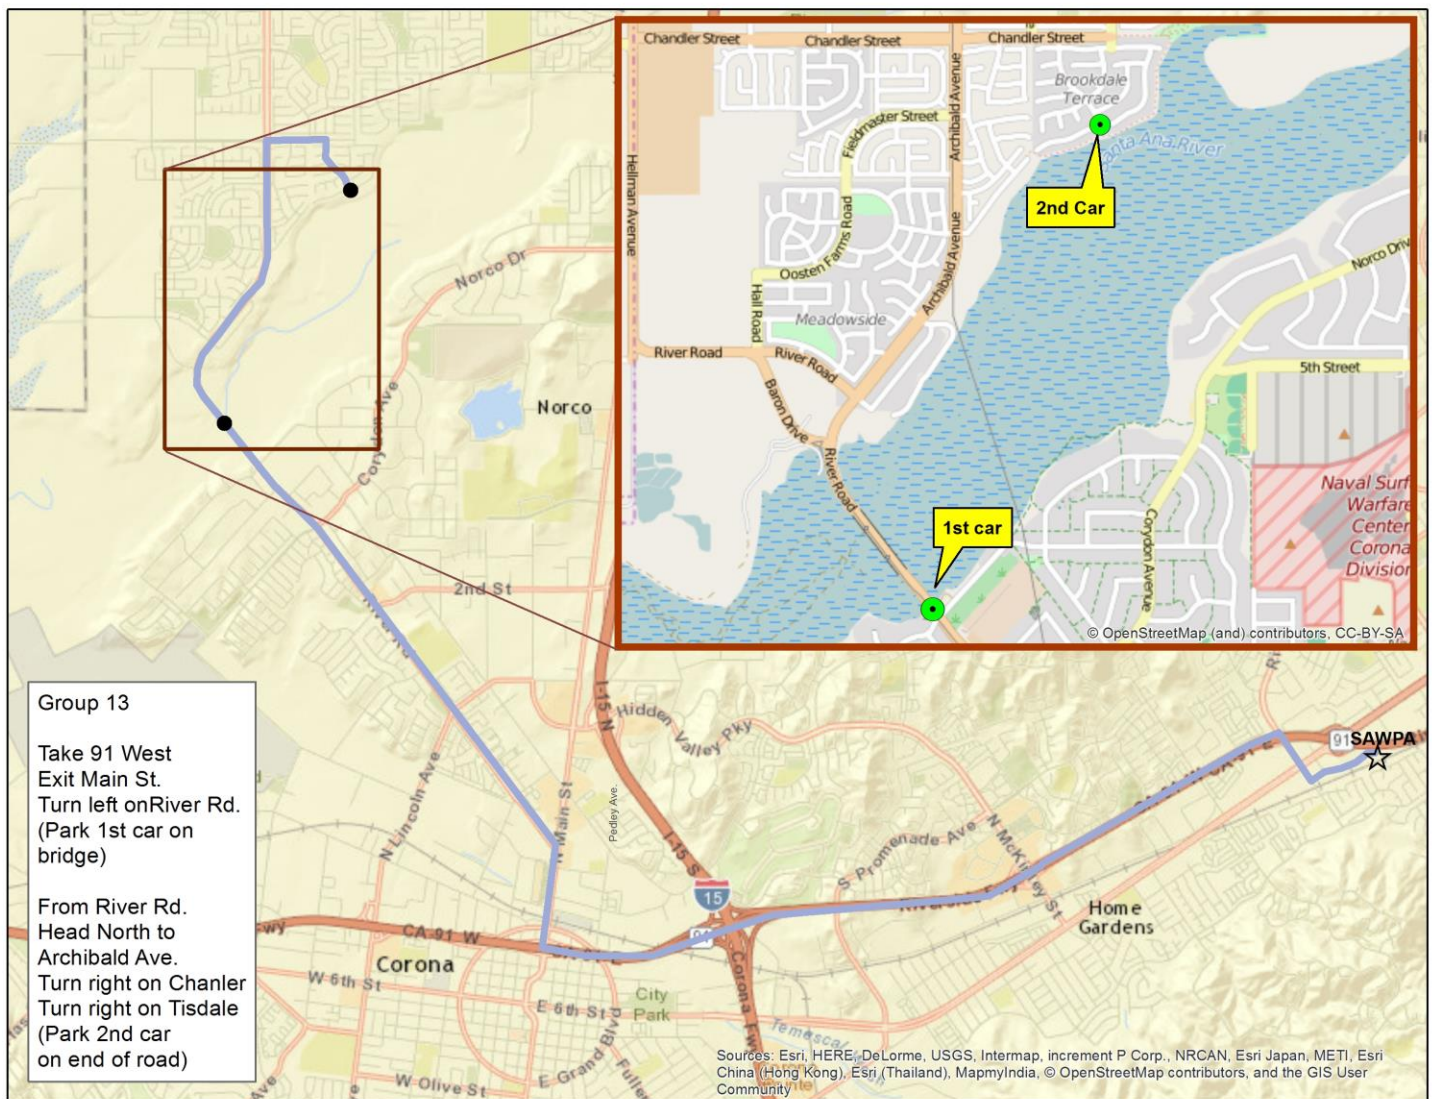 Chandler Street
Chandler Street
Chandler Street
Brookdale
Terrace
Archibald Avenue
Fieldmaster Street
Santa Ana River
Hellman Avenue
2nd Car
Oosten Farms Road
Archibald Avenue
Norco Driv
Hall Road
Meadowside
River Road
River Road
5th Street
Baron Drive
River Road
Naval Surf
Warfare
Center
Corona
Division
1st car
Corydon Avenue
© OpenStreetMap (and) contributors, CC-BY-SA
Norco Dr
Norco
Corydon Ave
2nd St
I-15 N
Hidden Valley Pky
91
SAWPA
N Lincoln Ave
N Main St
Pedley Ave.
I-15 S
S Promenade Ave
N McKinley St
15
Home
Gardens
CA-91 W
Corona
W 6th St
E 6th St
City
Park
Corona Fwy
Temescal
E Grand Blvd
W Olive St
Group 13
Take 91 West
Exit Main St.
Turn left onRiver Rd.
(Park 1st car on
bridge)
From River Rd.
Head North to
Archibald Ave.
Turn right on Chanler
Turn right on Tisdale
(Park 2nd car
on end of road)
Sources: Esri, HERE, DeLorme, USGS, Intermap, increment P Corp., NRCAN, Esri Japan, METI, Esri
China (Hong Kong), Esri (Thailand), MapmyIndia, © OpenStreetMap contributors, and the GIS User
Community